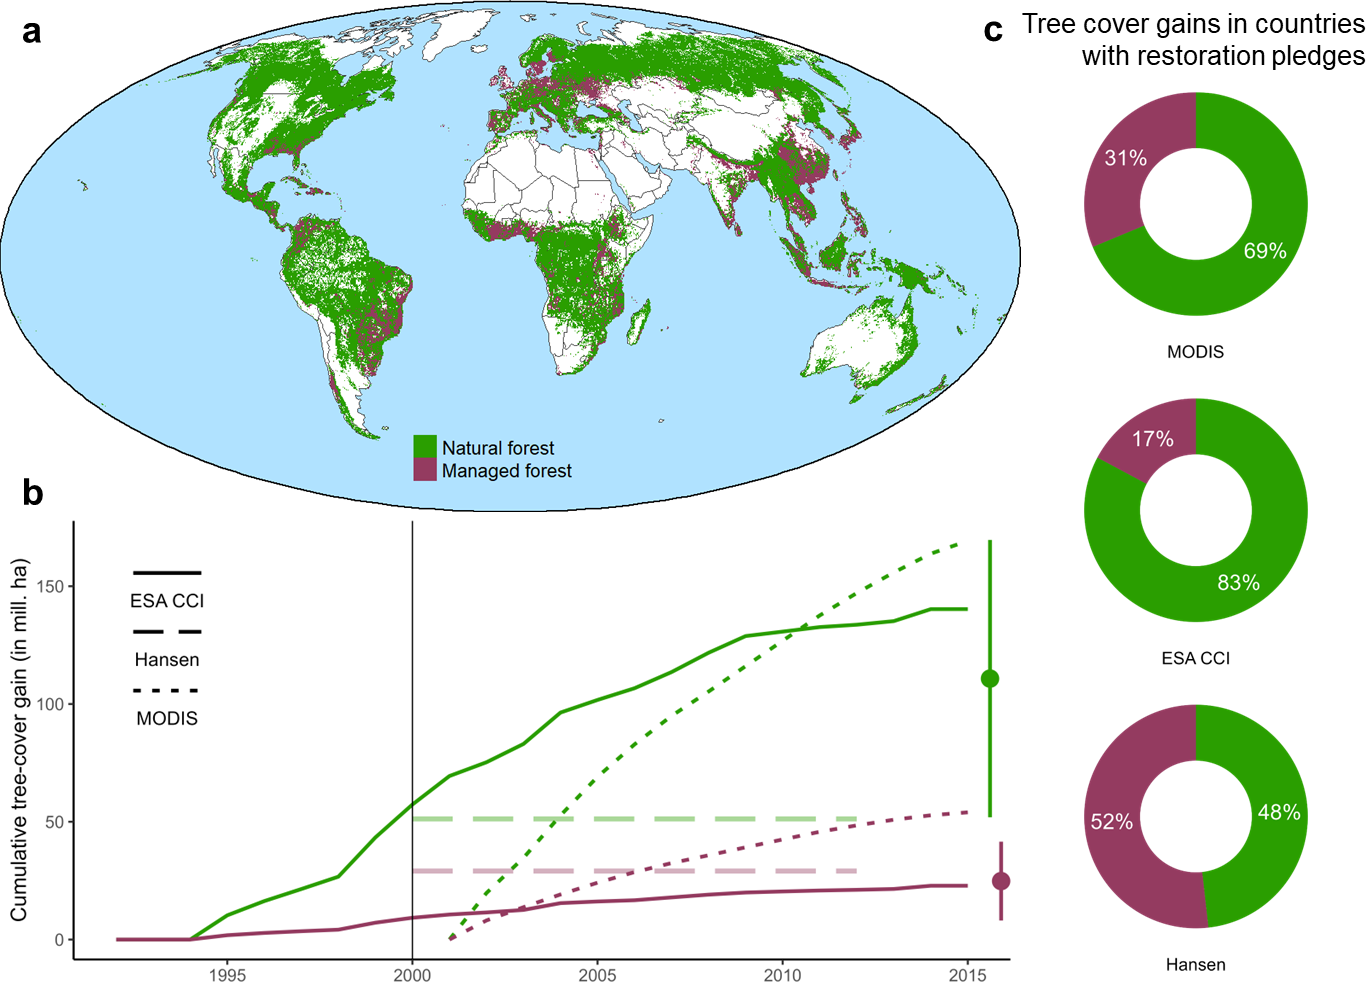 a
Natural forest
Managed forest
b
Cumulative tree-cover gain (in mill. ha)
150
100
50
0
ESA CCI
Hansen
MODIS
1995
2000
2005
2010
2015
c
Tree cover gains in countries
with restoration pledges
31%
69%
MODIS
17%
83%
ESA CCI
52%
48%
Hansen